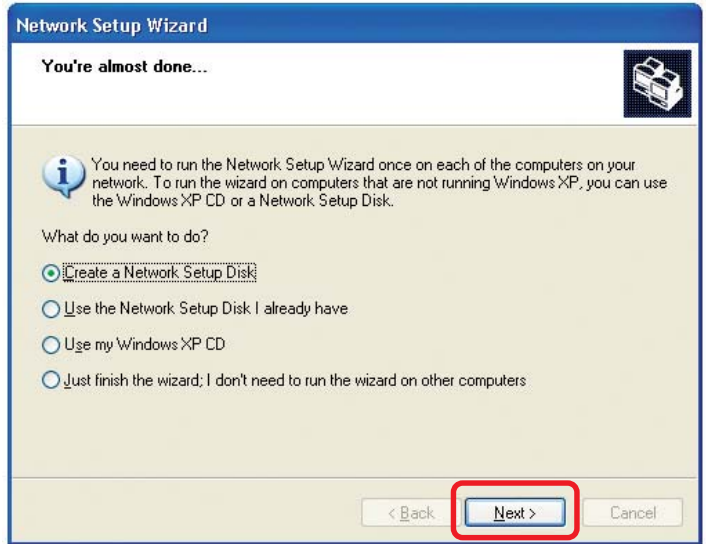 Network Setup Wizard
You're almost done...
You need to run the Network Setup Wizard once on each of the computers on your
network. To run the wizard on computers that are not running Windows XP, you can use
the Windows XP CD or a Network Setup Disk.
What do you want to do?
Create a Network Setup Disk
Use the Network Setup Disk I already have
Use my Windows XP CD
Just finish the wizard; I don't need to run the wizard on other computers
< Back
Next >
Cancel